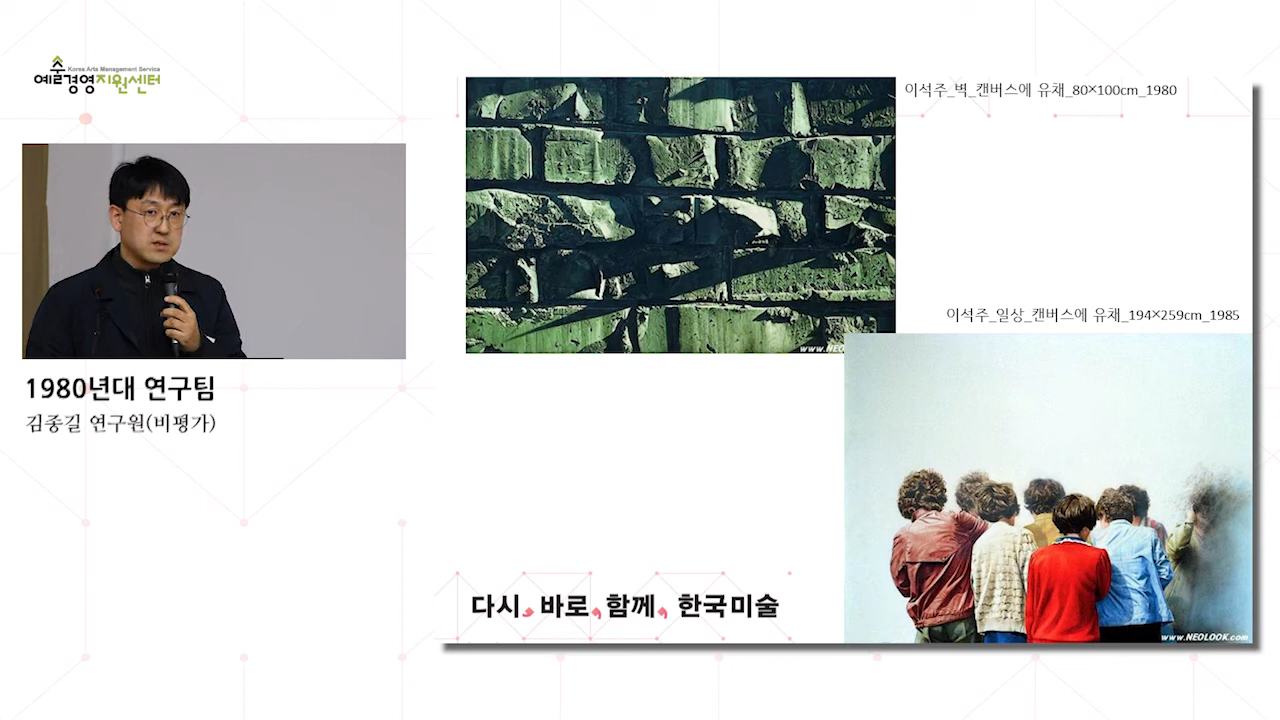 Korea Arts Management Service
예술경영지원센터
이석주_벽_캔버스에 유채_80×100cm_1980
www.NEO
이석주_일상_캔버스에 유채_194×259cm_1985
1980년대 연구팀
김종길 연구원(비평가)
다시, 바로, 함께, 한국미술
www.NEOLOOK.com